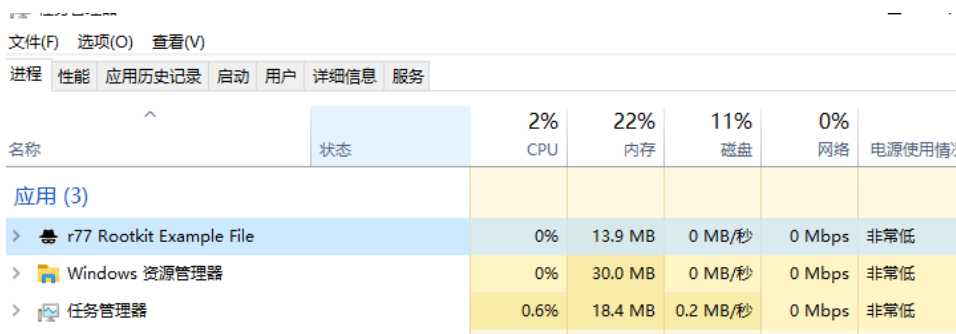 文件(F) 选项(O) 查看(V)
进程 性能 应用历史记录 启动 用户 详细信息 服务
2% 22% 11% 0%
名称 状态 CPU 内存 磁盘 网络 电源使用情
应用 (3)
r77 Rootkit Example File 0% 13.9 MB 0 MB/秒 0 Mbps 非常低
Windows 资源管理器 0% 30.0 MB 0 MB/秒 0 Mbps 非常低
任务管理器 0.6% 18.4 MB 0.2 MB/秒 0 Mbps 非常低